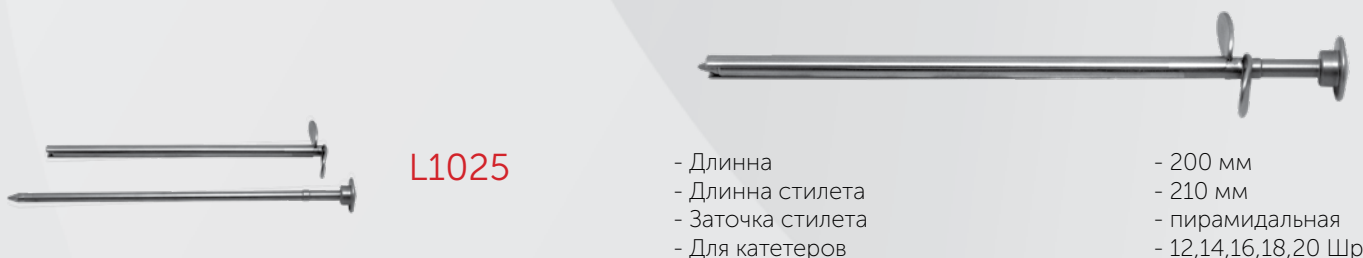 L1025
- Длинна - 200 мм
- Длинна стилета - 210 мм
- Заточка стилета - пирамидальная
- Для катетеров - 12,14,16,18,20 Шр